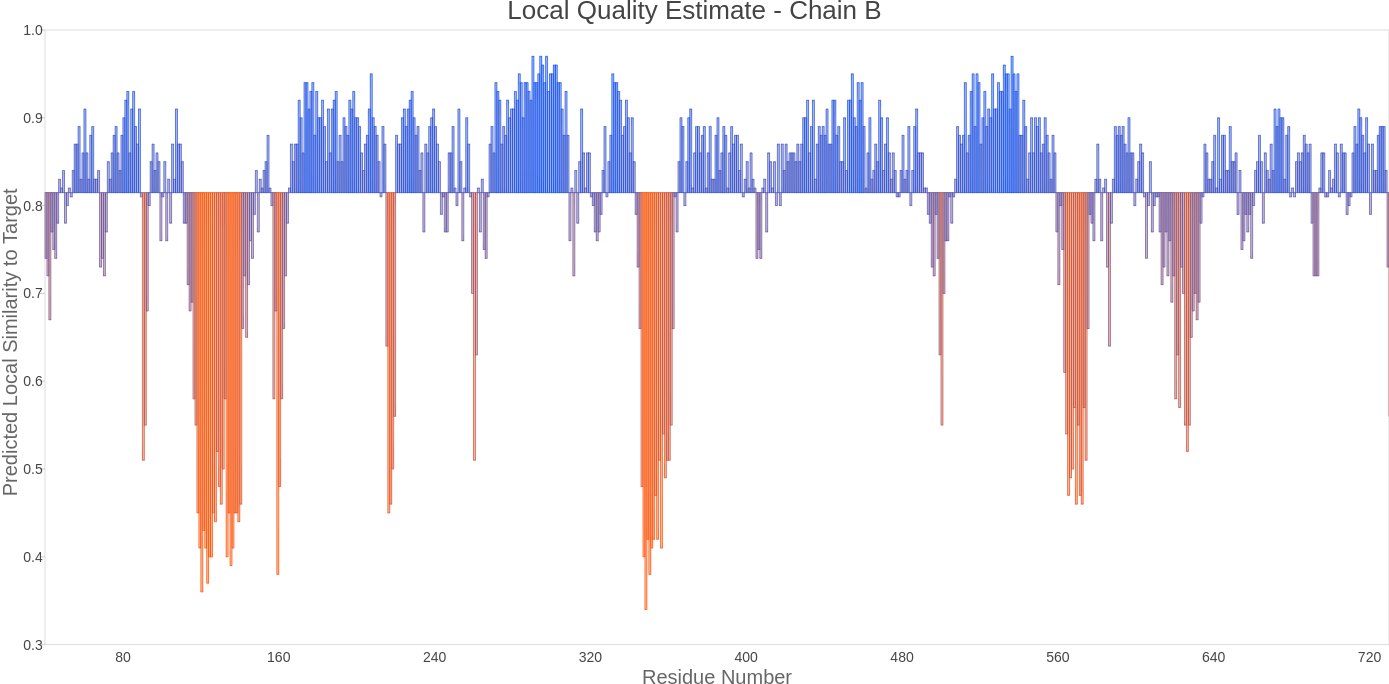 Local Quality Estimate - Chain B
Predicted Local Similarity to Target
1.0
0.9
0.8
0.7
0.6
0.5
0.4
0.3
80 160 240 320 400 480 560 640 720
Residue Number